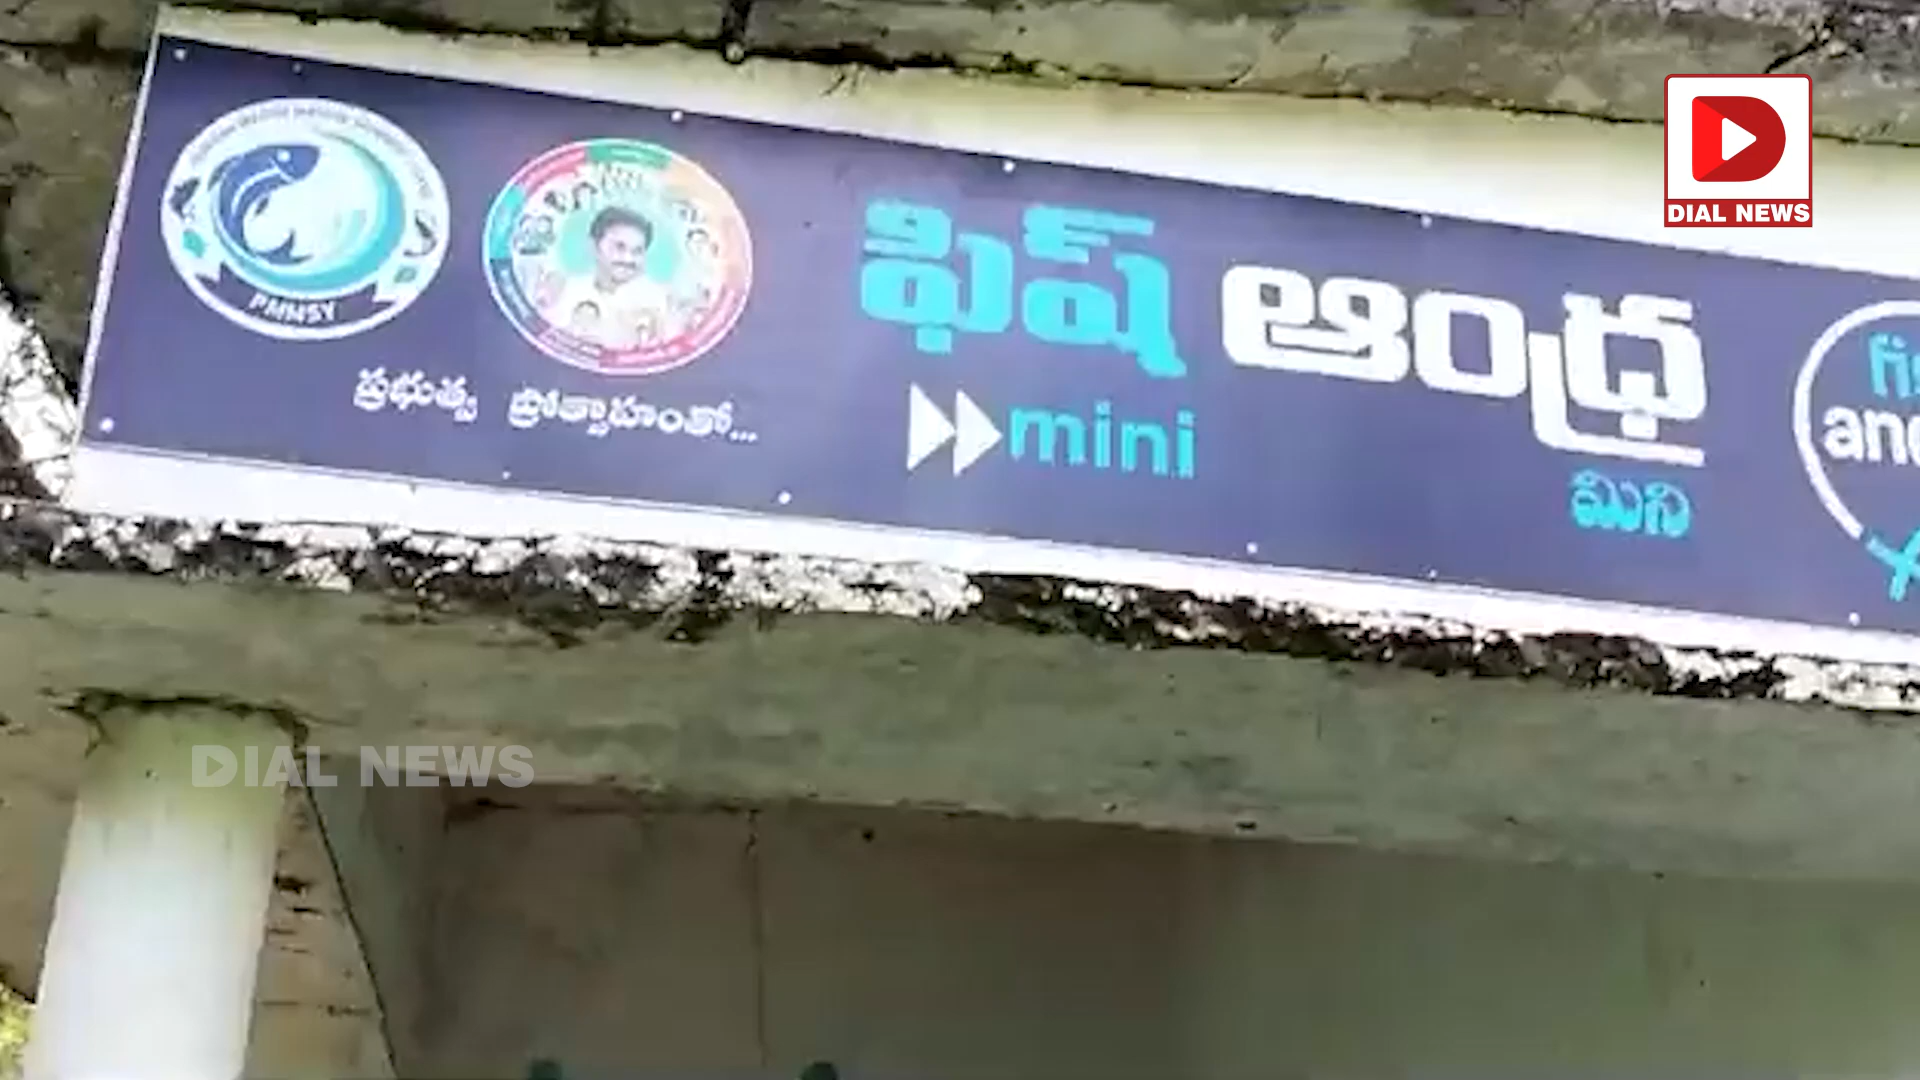 DIAL NEWS
PMMSY
ప్రభుత్వ ప్రోత్సాహంతో...
ఫిష్ ఆంధ్ర
mini
మిని
DIAL NEWS